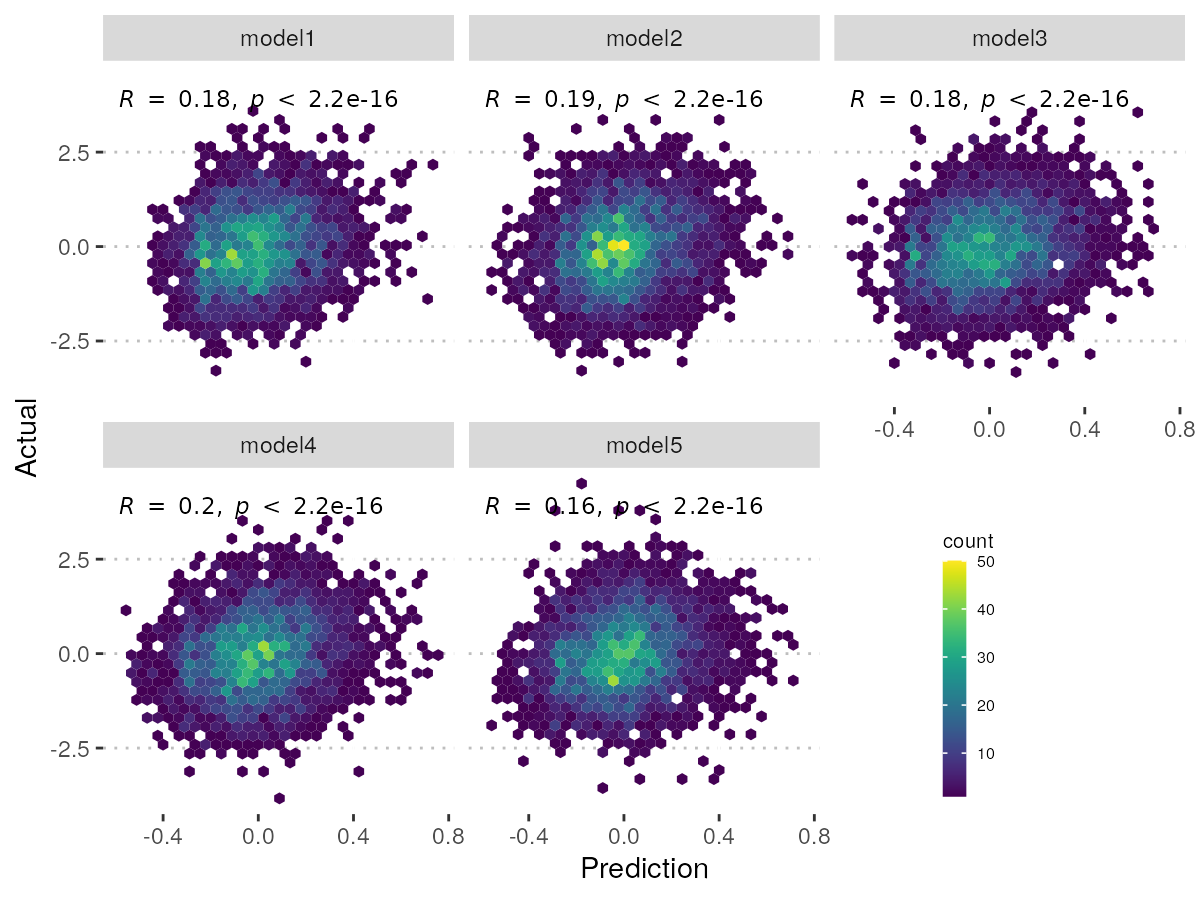 model1 model2 model3
R = 0.18, p < 2.2e-16 R = 0.19, p < 2.2e-16 R = 0.18, p < 2.2e-16
2.5
0.0
-2.5
-0.4 0.0 0.4 0.8
Actual
model4 model5
R = 0.2, p < 2.2e-16 R = 0.16, p < 2.2e-16
2.5
0.0
-2.5
-0.4 0.0 0.4 0.8 -0.4 0.0 0.4 0.8
Prediction
count
50
40
30
20
10